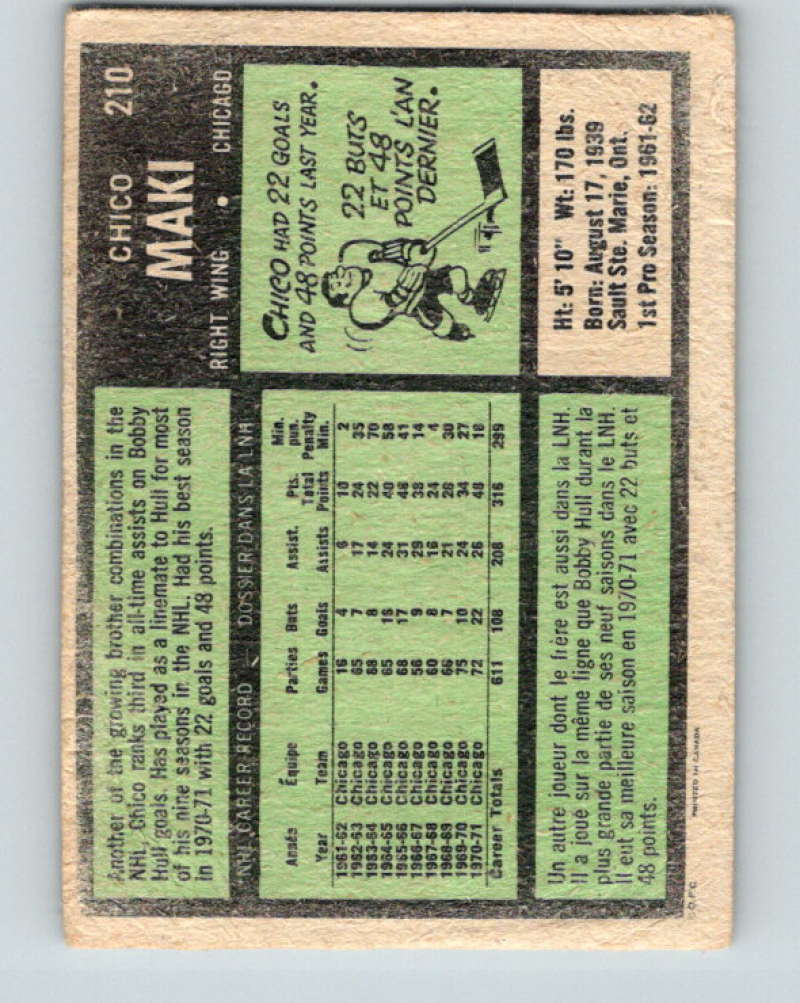 CHICO 210
MAKI
RIGHT WING • CHICAGO
Another of the growing brother combinations in the
NHL, Chico ranks third in all-time assists on Bobby
Hull goals. Has played as a linemate to Hull for most
of his nine seasons in the NHL. Had his best season
in 1970-71 with 22 goals and 48 points.
CHICO HAD 22 GOALS
AND 48 POINTS LAST YEAR.
22 BUTS
ET 48
POINTS L'AN
DERNIER.
NHL CAREER RECORD — DOSSIER DANS LA LNH
Année Équipe Parties Buts Assist. Pts. Min.
Year Team Games Goals Assists Total Points pun. Penalty Min.
1961-62 Chicago 16 4 6 10 2
1962-63 Chicago 65 7 17 24 35
1963-64 Chicago 68 8 14 22 70
1964-65 Chicago 65 16 24 40 58
1965-66 Chicago 68 17 31 48 41
1966-67 Chicago 56 9 29 38 14
1967-68 Chicago 60 8 16 24 4
1968-69 Chicago 66 7 21 28 30
1969-70 Chicago 75 10 24 34 27
1970-71 Chicago 72 22 26 48 18
Career Totals 611 108 208 316 299
Ht: 5' 10" Wt: 170 lbs.
Born: August 17, 1939
Sault Ste. Marie, Ont.
1st Pro Season: 1961-62
Un autre joueur dont le frère est aussi dans la LNH.
Il a joué sur la même ligne que Bobby Hull durant la
plus grande partie de ses neuf saisons dans le LNH.
Il eut sa meilleure saison en 1970-71 avec 22 buts et
48 points.
O.P.C. PRINTED IN CANADA